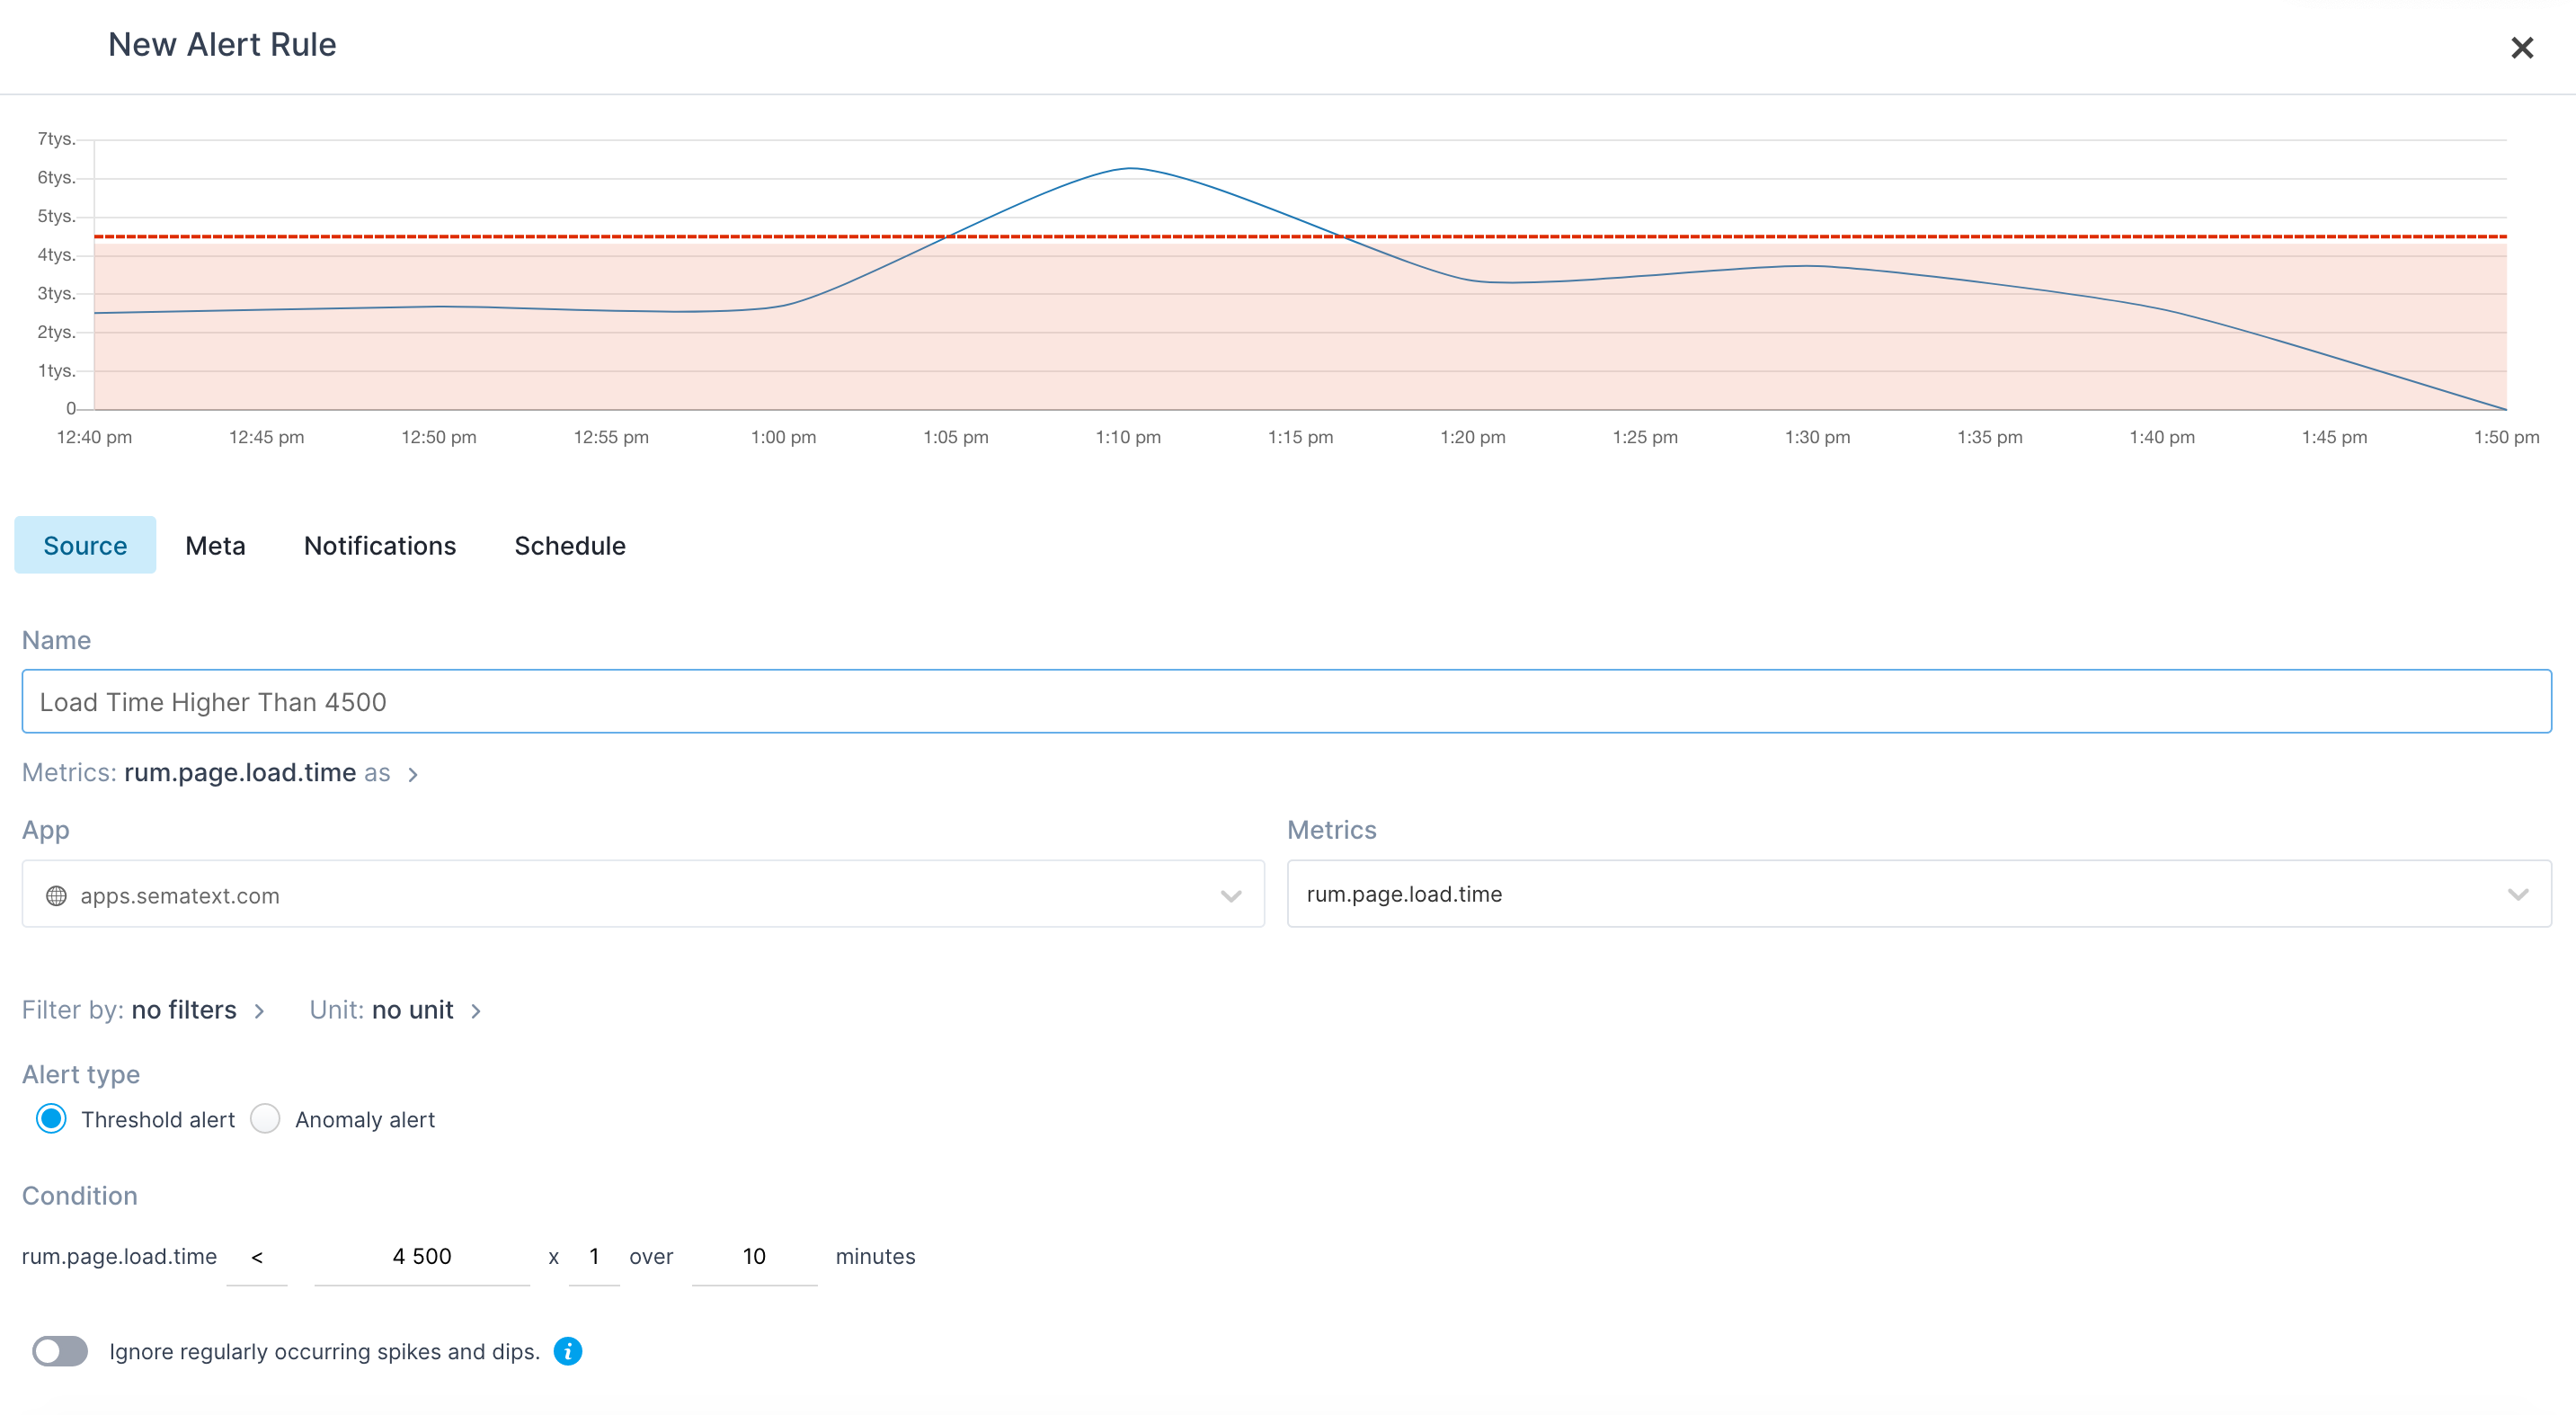 New Alert Rule
7tys.
6tys.
5tys.
4tys.
3tys.
2tys.
1tys.
0
12:40 pm 12:45 pm 12:50 pm 12:55 pm 1:00 pm 1:05 pm 1:10 pm 1:15 pm 1:20 pm 1:25 pm 1:30 pm 1:35 pm 1:40 pm 1:45 pm 1:50 pm
Source Meta Notifications Schedule
Name
Load Time Higher Than 4500
Metrics: rum.page.load.time as >
App Metrics
apps.sematext.com rum.page.load.time
Filter by: no filters > Unit: no unit >
Alert type
Threshold alert Anomaly alert
Condition
rum.page.load.time < 4 500 x 1 over 10 minutes
Ignore regularly occurring spikes and dips. i